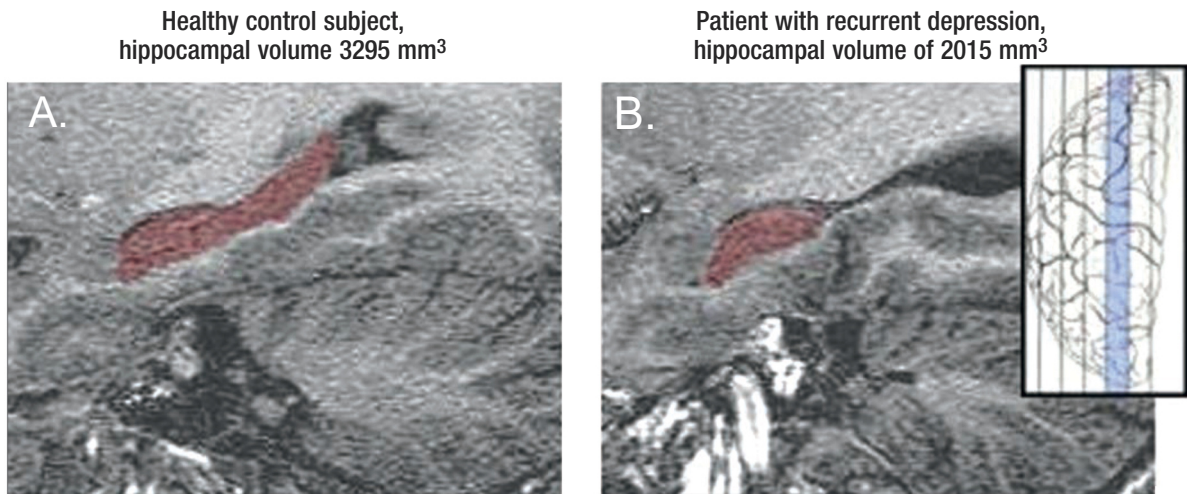 Healthy control subject,
hippocampal volume 3295 mm³
Patient with recurrent depression,
hippocampal volume of 2015 mm³
A.
B.